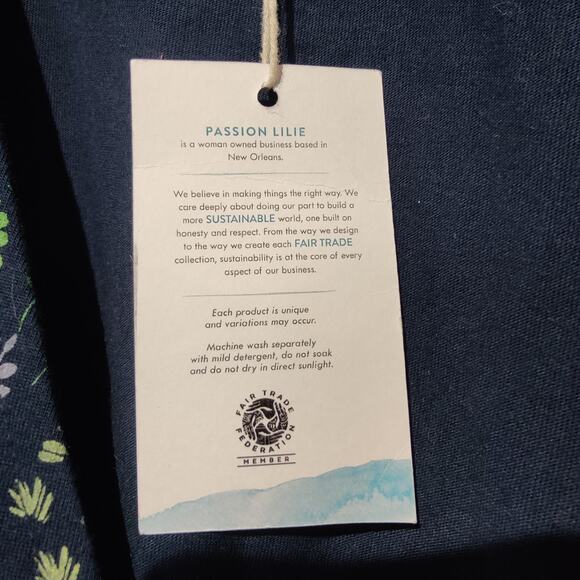 PASSION LILIE
is a woman owned business based in
New Orleans.
We believe in making things the right way. We
care deeply about doing our part to build a
more SUSTAINABLE world, one built on
honesty and respect. From the way we design
to the way we create each FAIR TRADE
collection, sustainability is at the core of every
aspect of our business.
Each product is unique
and variations may occur.
Machine wash separately
with mild detergent, do not soak
and do not dry in direct sunlight.
FAIR TRADE
FEDERATION
MEMBER